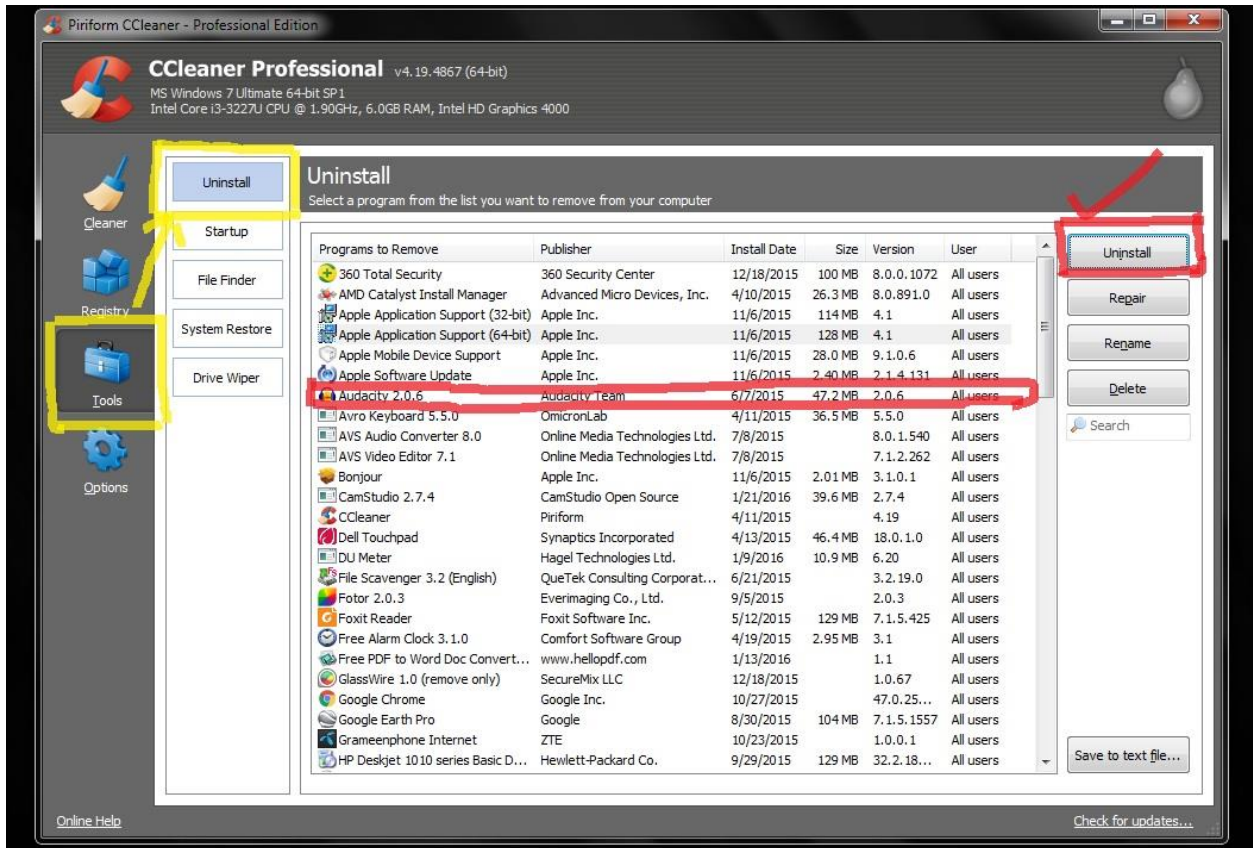 Piriform CCleaner - Professional Edition
CCleaner Professional v4.19.4867 (64-bit)
MS Windows 7 Ultimate 64-bit SP1
Intel Core i3-3227U CPU @ 1.90GHz, 6.0GB RAM, Intel HD Graphics 4000
Cleaner
Registry
Tools
Options
Uninstall
Startup
File Finder
System Restore
Drive Wiper
Uninstall
Select a program from the list you want to remove from your computer
Programs to Remove Publisher Install Date Size Version User
360 Total Security 360 Security Center 12/18/2015 100 MB 8.0.0.1072 All users
AMD Catalyst Install Manager Advanced Micro Devices, Inc. 4/10/2015 26.3 MB 8.0.891.0 All users
Apple Application Support (32-bit) Apple Inc. 11/6/2015 114 MB 4.1 All users
Apple Application Support (64-bit) Apple Inc. 11/6/2015 128 MB 4.1 All users
Apple Mobile Device Support Apple Inc. 11/6/2015 28.0 MB 9.1.0.6 All users
Apple Software Update Apple Inc. 11/6/2015 2.40 MB 2.1.4.131 All users
Audacity 2.0.6 Audacity Team 6/7/2015 47.2 MB 2.0.6 All users
Avro Keyboard 5.5.0 OmicronLab 4/11/2015 36.5 MB 5.5.0 All users
AVS Audio Converter 8.0 Online Media Technologies Ltd. 7/8/2015 8.0.1.540 All users
AVS Video Editor 7.1 Online Media Technologies Ltd. 7/8/2015 7.1.2.262 All users
Bonjour Apple Inc. 11/6/2015 2.01 MB 3.1.0.1 All users
CamStudio 2.7.4 CamStudio Open Source 1/21/2016 39.6 MB 2.7.4 All users
CCleaner Piriform 4/11/2015 4.19 All users
Dell Touchpad Synaptics Incorporated 4/13/2015 46.4 MB 18.0.1.0 All users
DU Meter Hagel Technologies Ltd. 1/9/2016 10.9 MB 6.20 All users
File Scavenger 3.2 (English) QueTek Consulting Corporat... 6/21/2015 3.2.19.0 All users
Fotor 2.0.3 Everimaging Co., Ltd. 9/5/2015 2.0.3 All users
Foxit Reader Foxit Software Inc. 5/12/2015 129 MB 7.1.5.425 All users
Free Alarm Clock 3.1.0 Comfort Software Group 4/19/2015 2.95 MB 3.1 All users
Free PDF to Word Doc Convert... www.hellopdf.com 1/13/2016 1.1 All users
GlassWire 1.0 (remove only) SecureMix LLC 12/18/2015 1.0.67 All users
Google Chrome Google Inc. 10/27/2015 47.0.25... All users
Google Earth Pro Google 8/30/2015 104 MB 7.1.5.1557 All users
Grameenphone Internet ZTE 10/23/2015 1.0.0.1 All users
HP Deskjet 1010 series Basic D... Hewlett-Packard Co. 9/29/2015 129 MB 32.2.18... All users
Uninstall
Repair
Rename
Delete
Search
Save to text file...
Online Help
Check for updates...